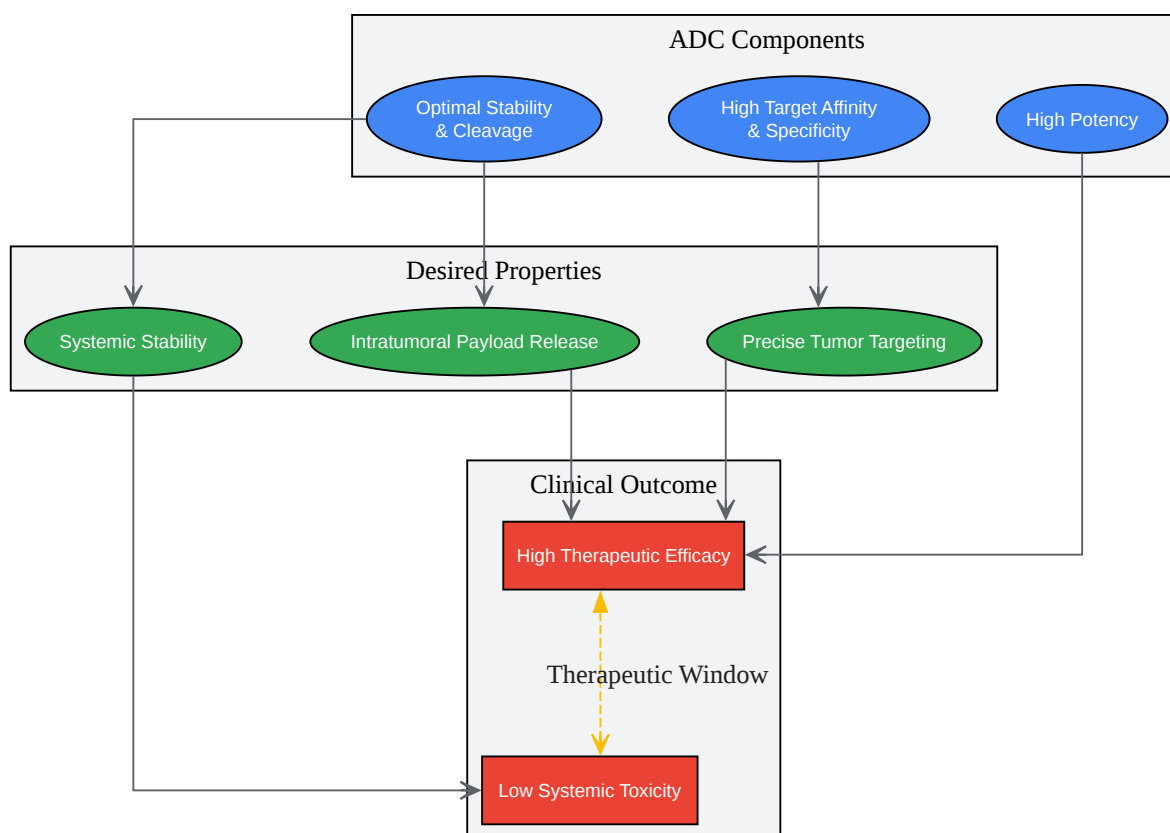 ADC Components
Optimal Stability
& Cleavage
High Target Affinity
& Specificity
High Potency
Desired Properties
Systemic Stability
Intratumoral Payload Release
Precise Tumor Targeting
Clinical Outcome
High Therapeutic Efficacy
Therapeutic Window
Low Systemic Toxicity